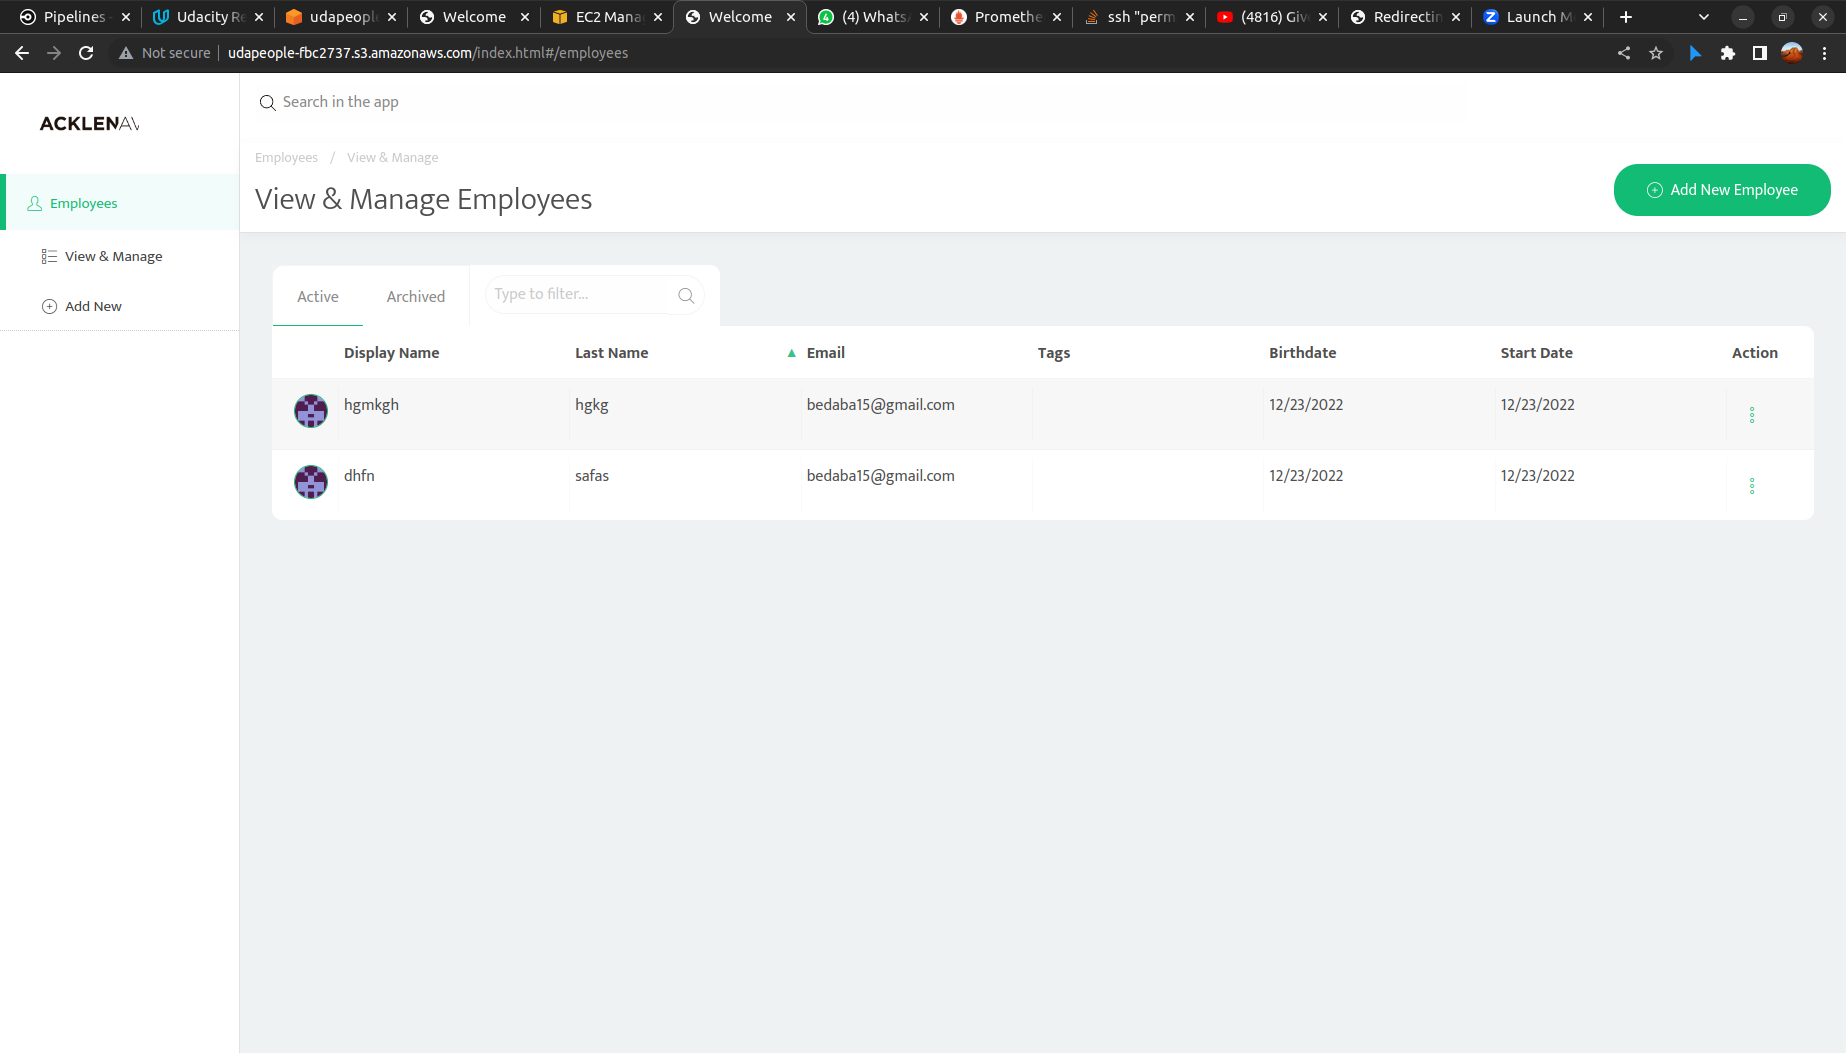 Pipelines - Udacity Re udapeople Welcome EC2 Mana Welcome (4) Whats Promethe ssh "perm (4816) Giv Redirectin Launch M
Not secure udapeople-fbc2737.s3.amazonaws.com/index.html#/employees
ACKLENAV
Search in the app
Employees / View & Manage
View & Manage Employees
Add New Employee
Employees
View & Manage
Add New
Active Archived Type to filter...
Display Name Last Name ▲ Email Tags Birthdate Start Date Action
hgmkgh hgkg bedaba15@gmail.com 12/23/2022 12/23/2022
dhfn safas bedaba15@gmail.com 12/23/2022 12/23/2022